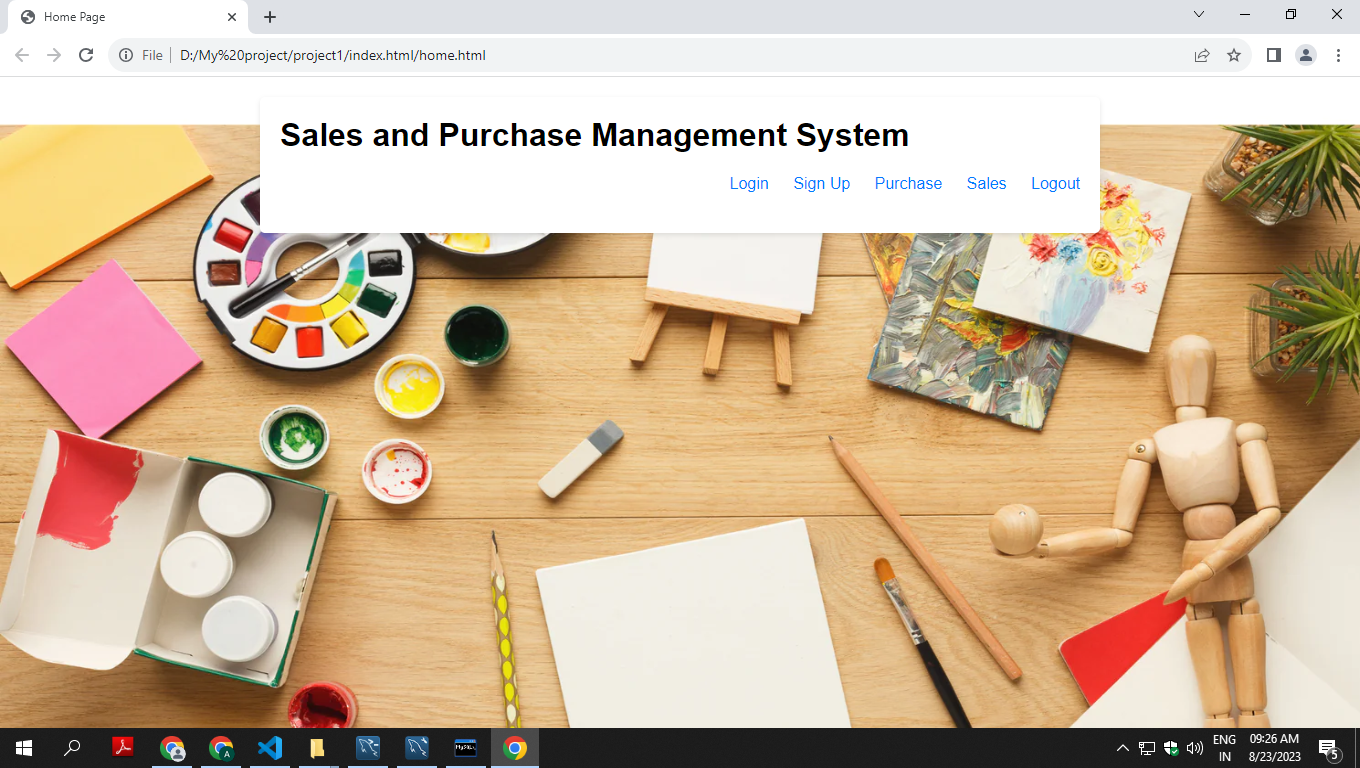 Home Page
File
D:/My%20project/project1/index.html/home.html
Sales and Purchase Management System
Login Sign Up Purchase Sales Logout
A
MySQL
ENG
IN
09:26 AM
8/23/2023
5